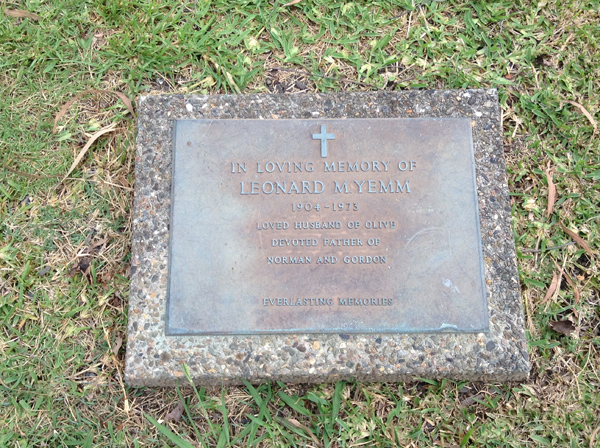 IN LOVING MEMORY OF
LEONARD M YEMM
1904-1973
LOVED HUSBAND OF OLIVE
DEVOTED FATHER OF
NORMAN AND GORDON
EVERLASTING MEMORIES